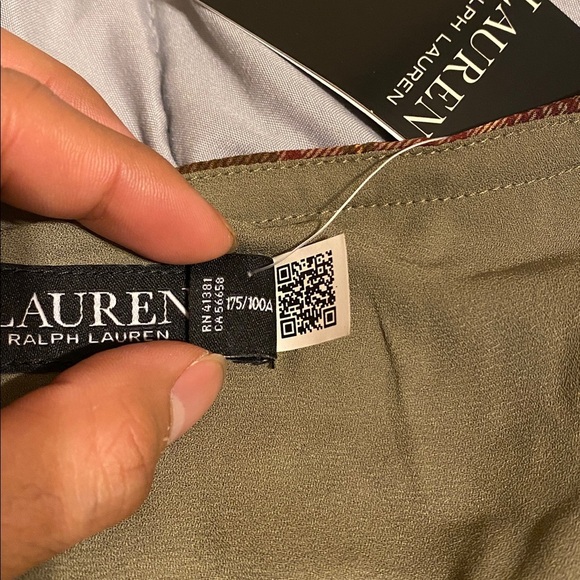 LAUREN
RALPH LAUREN
LAUREN
RALPH LAUREN
RN 41381
CA 56658
175/100A